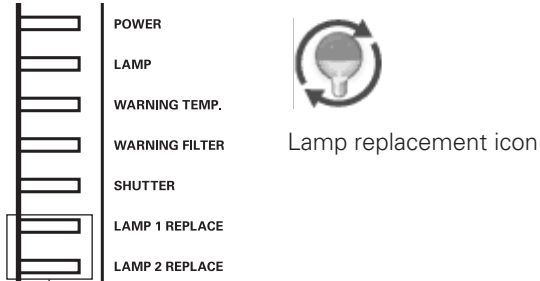 POWER
LAMP
WARNING TEMP.
WARNING FILTER
SHUTTER
LAMP 1 REPLACE
LAMP 2 REPLACE
Lamp replacement icon